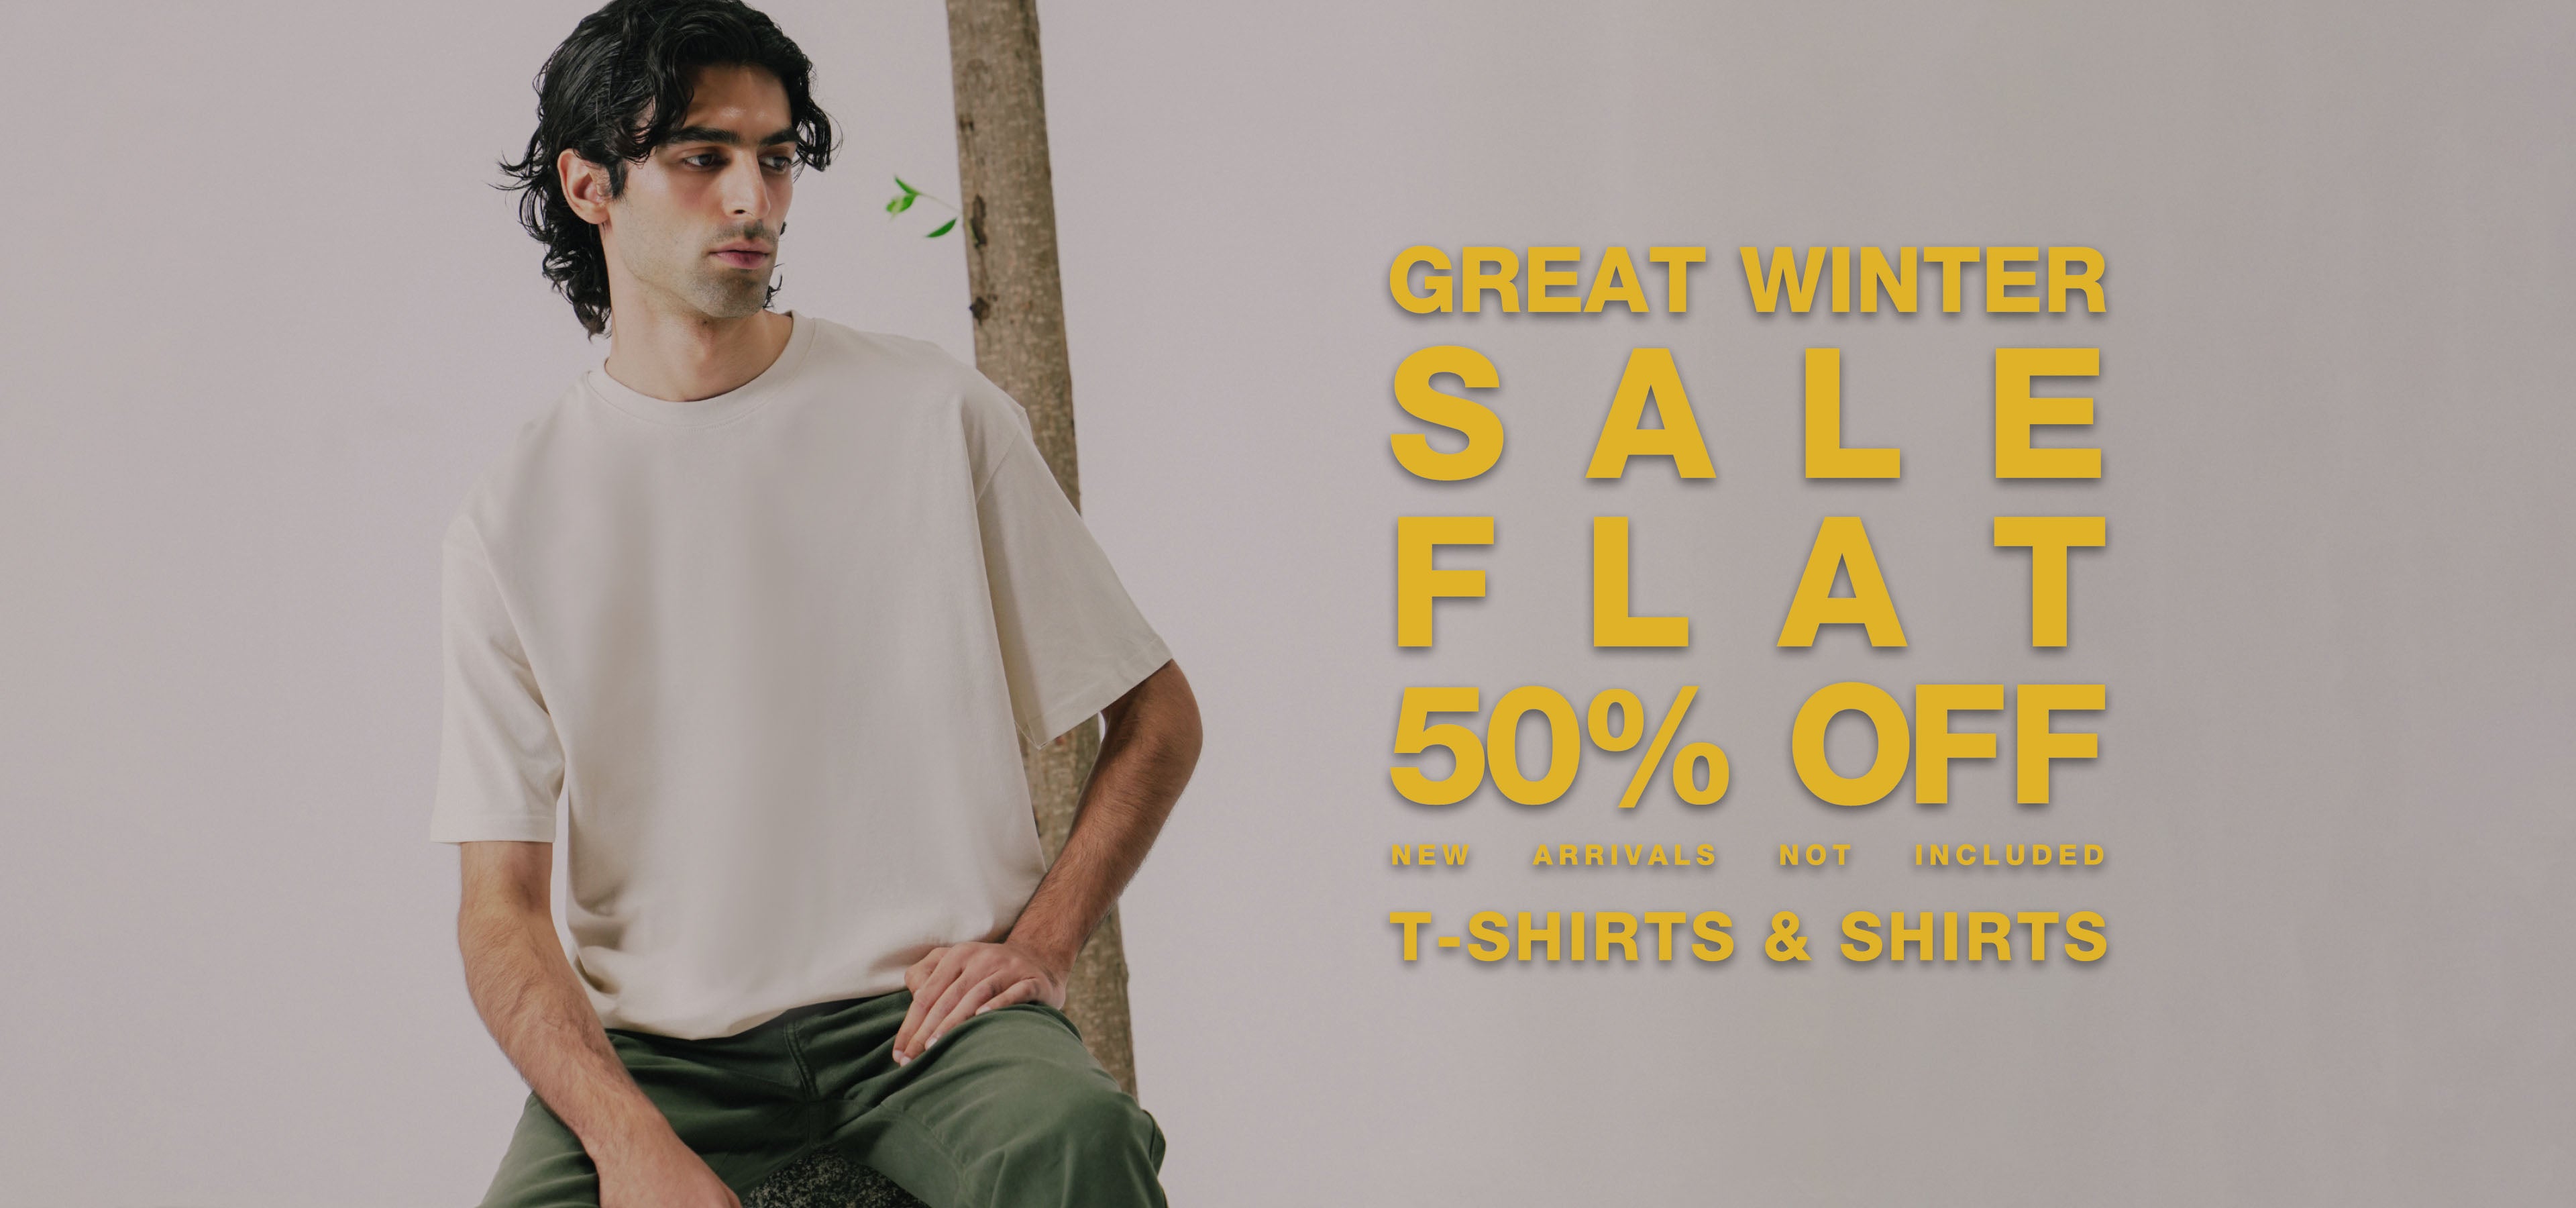 GREAT WINTER
SALE
FLAT
50% OFF
NEW ARRIVALS NOT INCLUDED
T-SHIRTS & SHIRTS